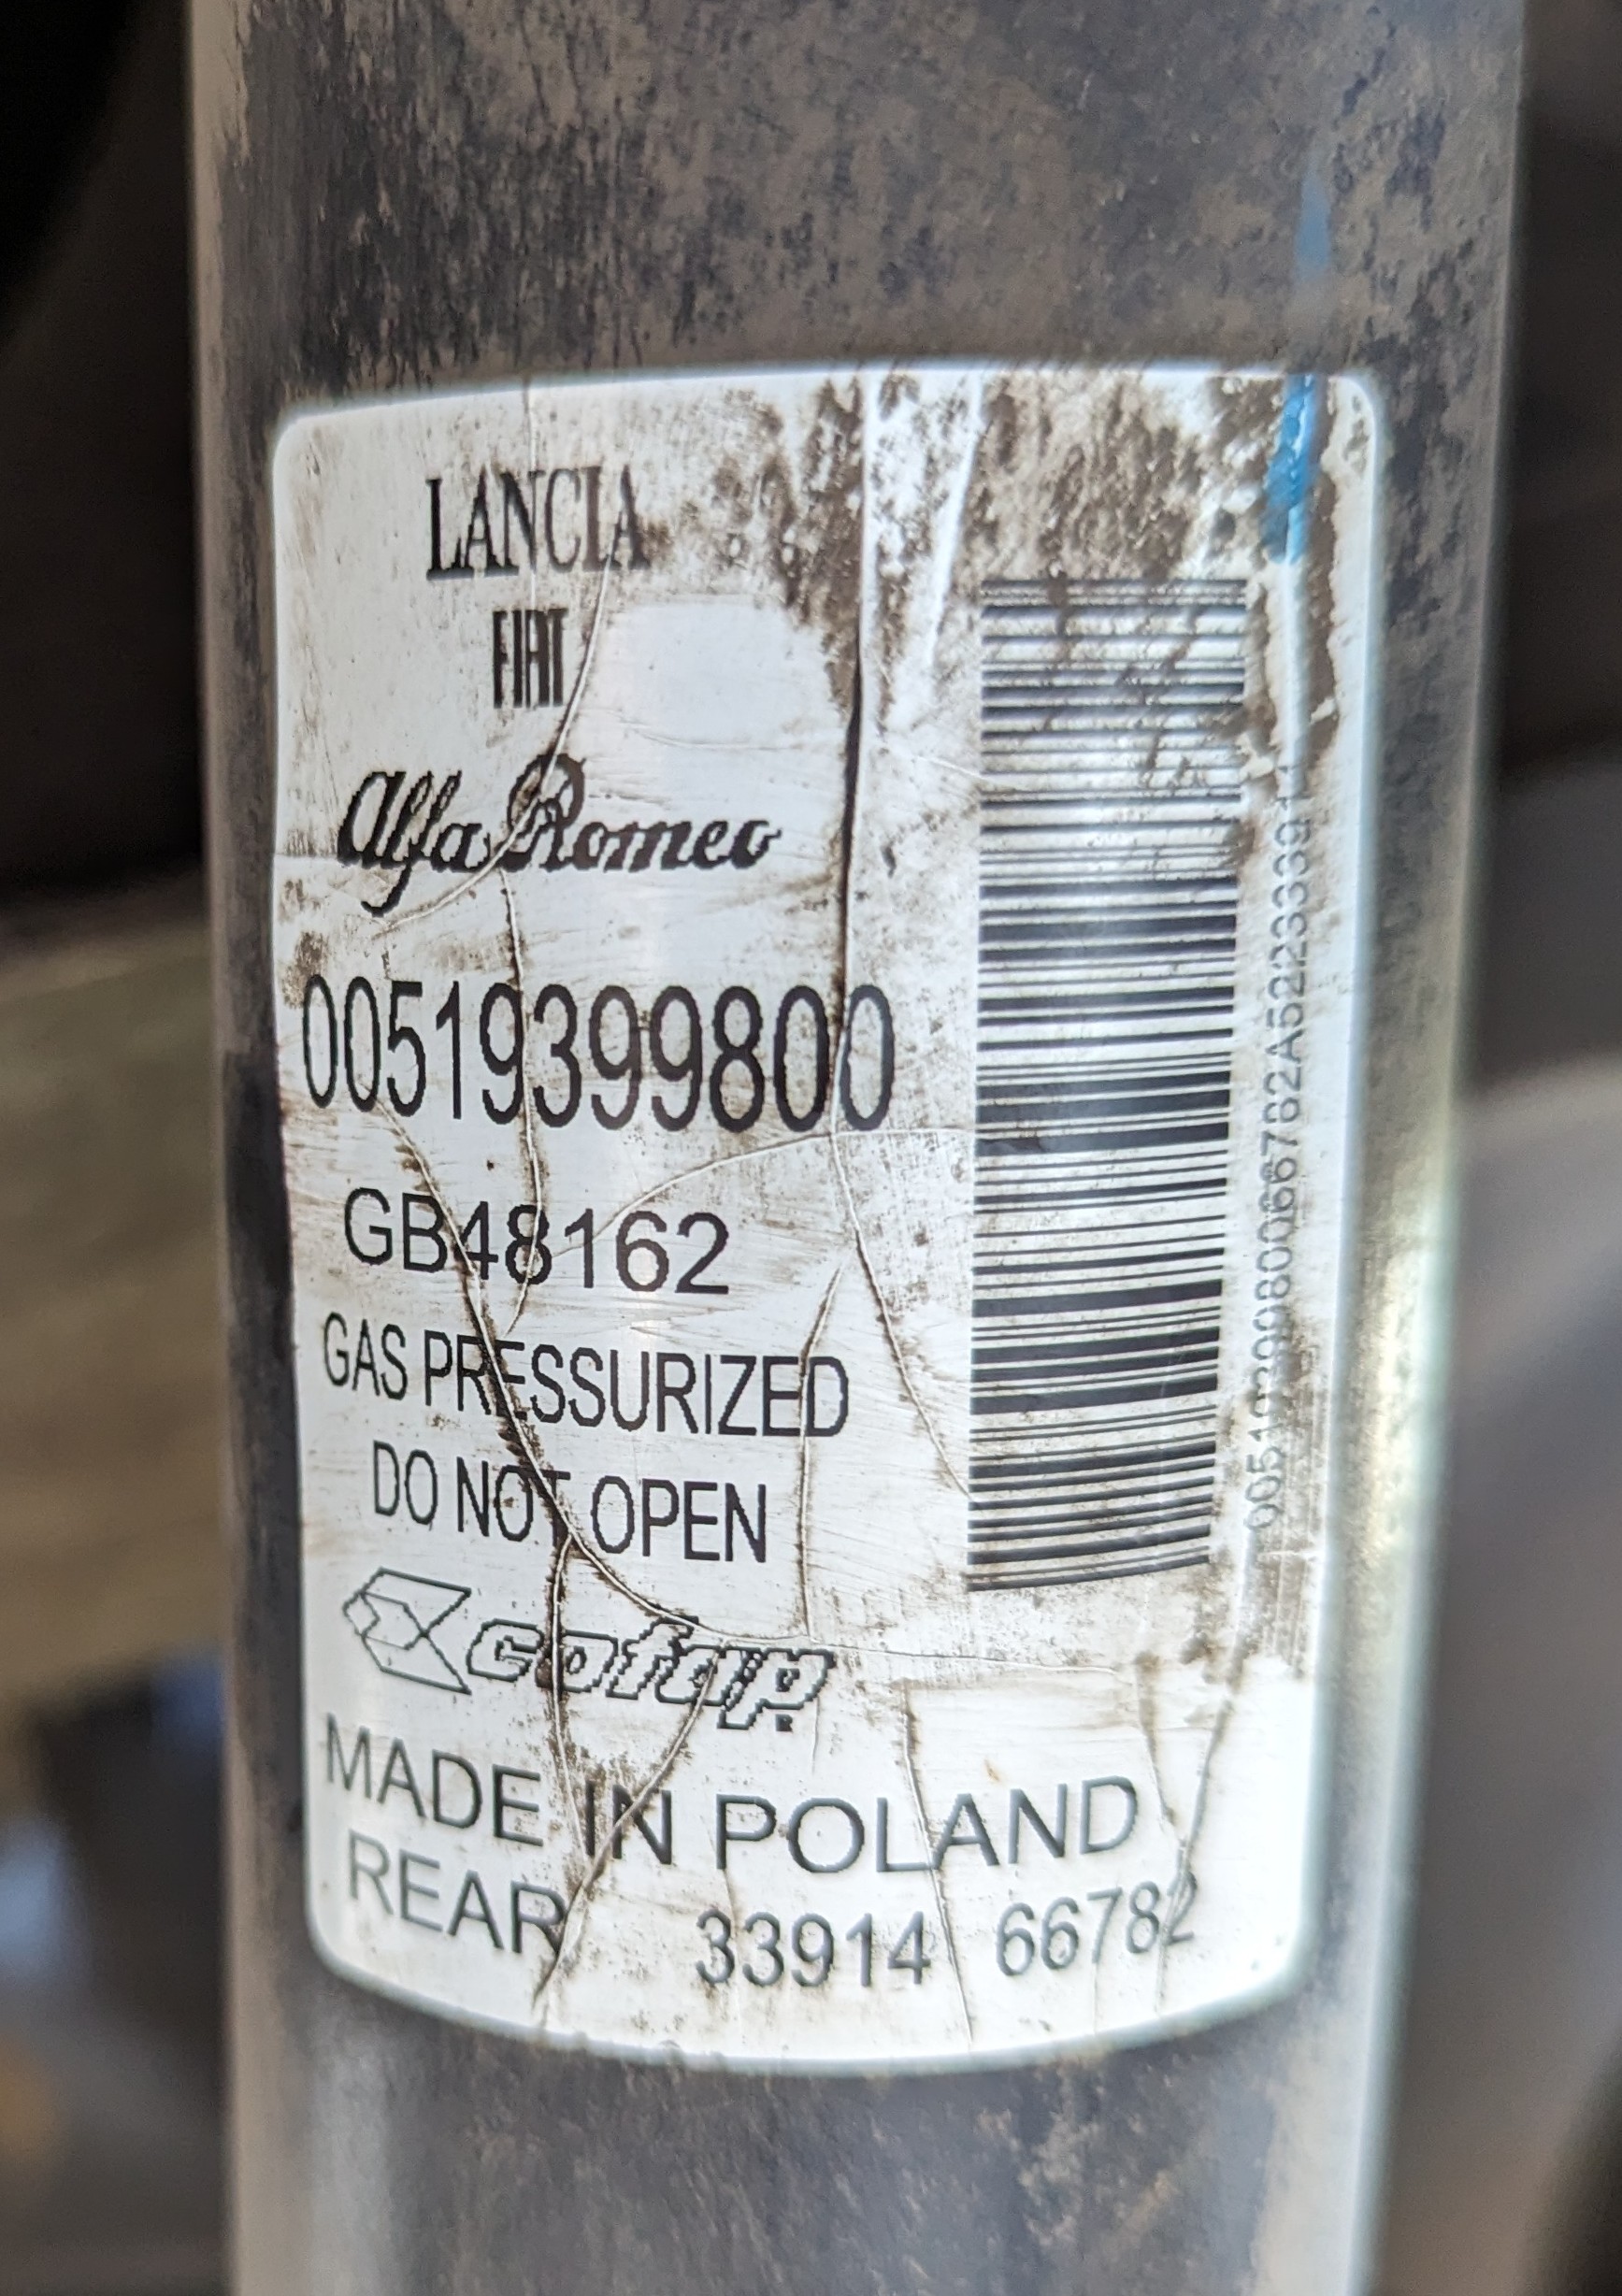 LANCIA
FIAT
Alfa Romeo
00519399800
GB48162
GAS PRESSURIZED
DO NOT OPEN
cofap
MADE IN POLAND
REAR 33914 66782